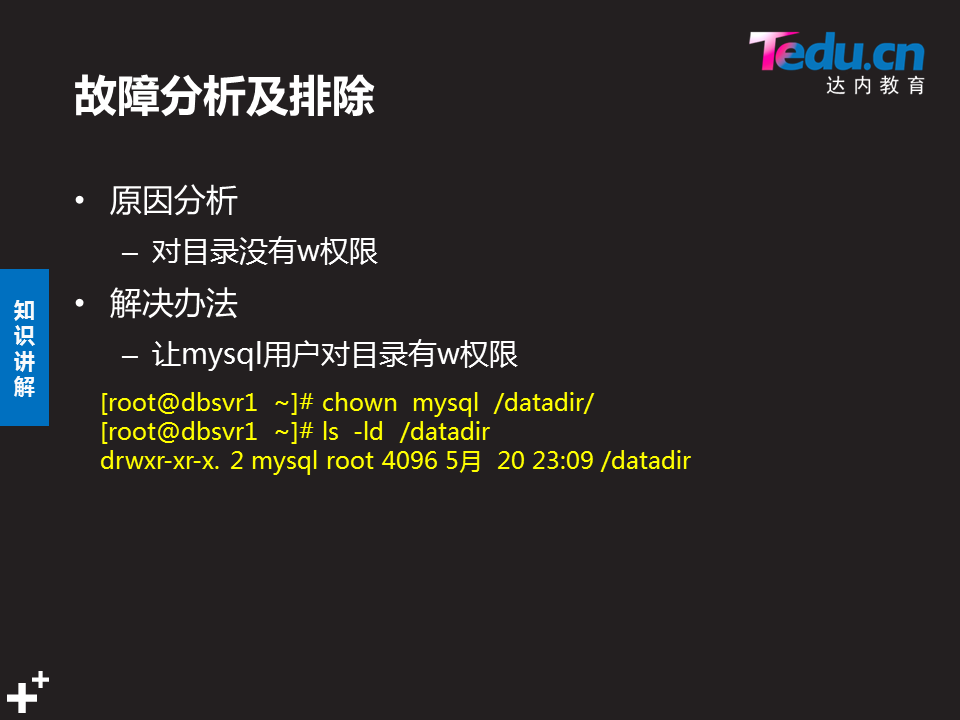 Tedu.cn
达内教育
故障分析及排除
• 原因分析
– 对目录没有w权限
• 解决办法
– 让mysql用户对目录有w权限
知识讲解
[root@dbsvr1 ~]# chown mysql /datadir/
[root@dbsvr1 ~]# ls -ld /datadir
drwxr-xr-x. 2 mysql root 4096 5月 20 23:09 /datadir